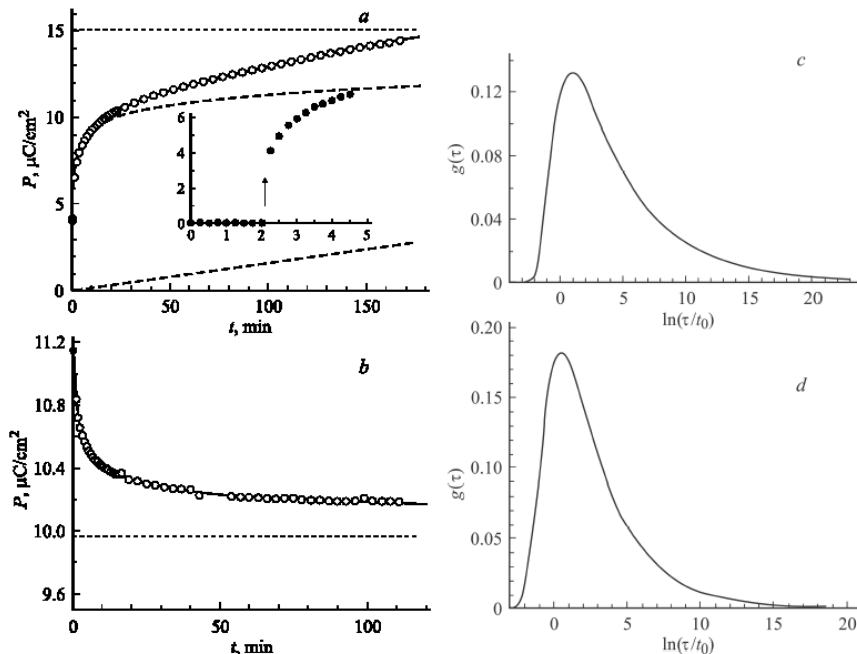 a
15
10
5
0
P, μC/cm²
6
4
2
0
0 1 2 3 4 5
50 100 150
t, min
11.2
10.8
10.4
10.0
9.6
P, μC/cm²
b
0 50 100
t, min
c
0.12
0.08
0.04
0
g(τ)
0 5 10 15 20
ln(τ/t₀)
d
0.20
0.15
0.10
0.05
0
g(τ)
0 5 10 15 20
ln(τ/t₀)